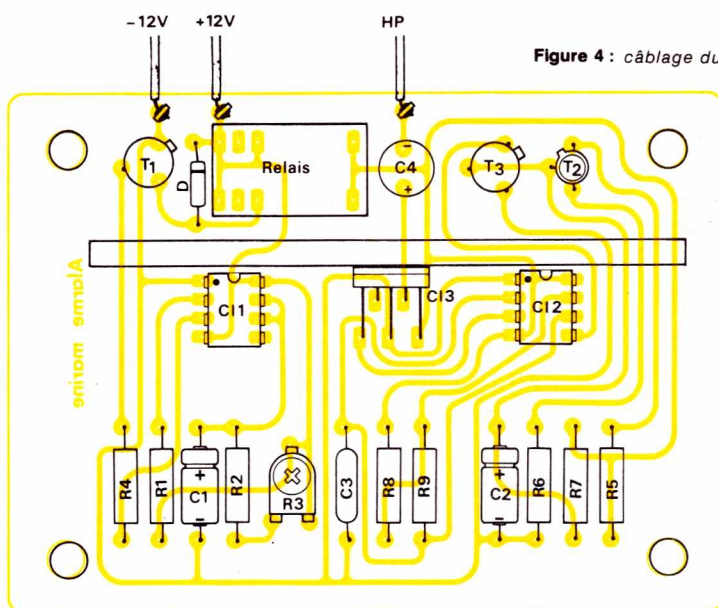 -12V
+12V
HP
Figure 4 : câblage du
T1
D
Relais
C4
-
+
T3
T2
CI1
CI3
CI2
Alarme marine
R4
R1
C1
+
-
R2
R3
C3
R8
R9
C2
+
-
R6
R7
R5